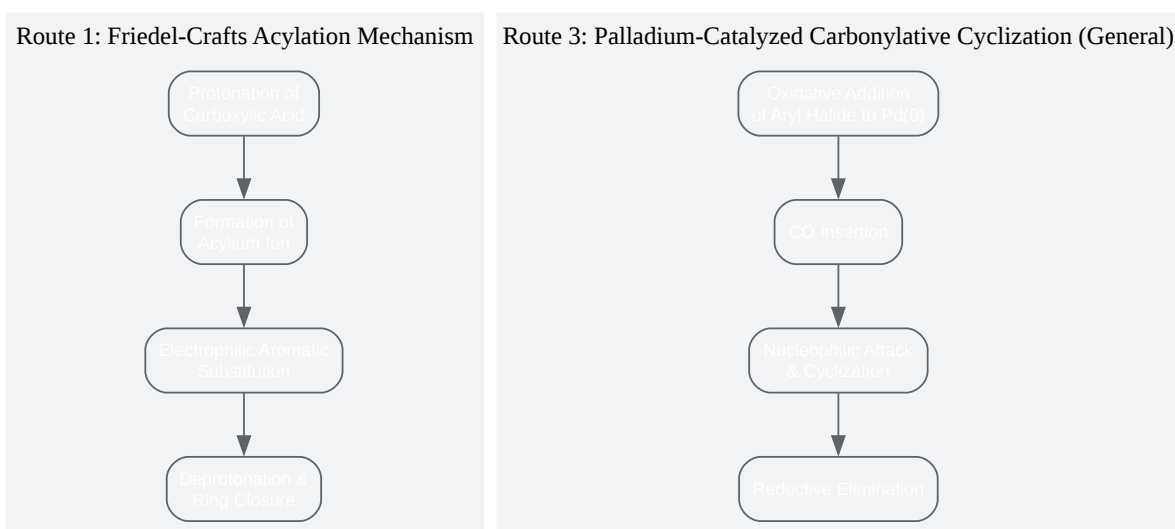 Route 1: Friedel-Crafts Acylation Mechanism
Protonation of
Carboxylic Acid
Formation of
Acylium Ion
Electrophilic Aromatic
Substitution
Deprotonation &
Ring Closure
Route 3: Palladium-Catalyzed Carbonylative Cyclization (General)
Oxidative Addition
of Aryl Halide to Pd(0)
CO Insertion
Nucleophilic Attack
& Cyclization
Reductive Elimination